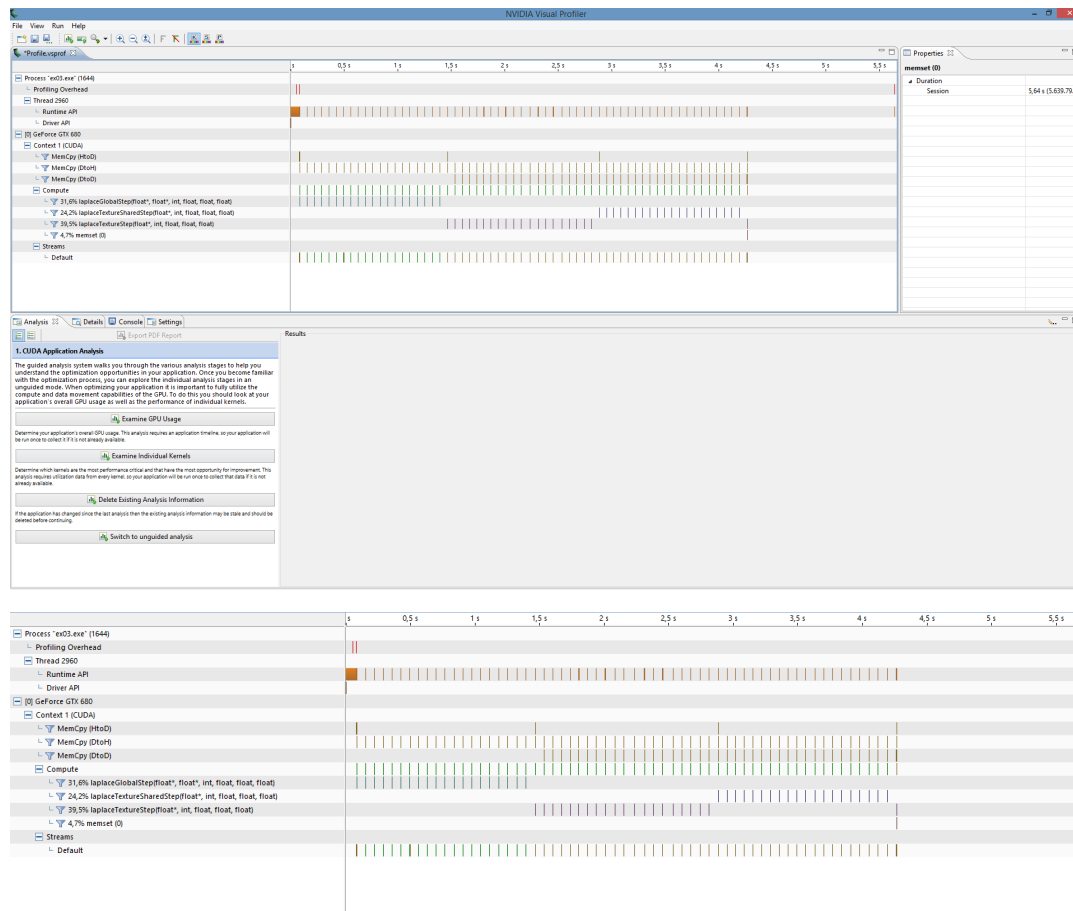 NVIDIA Visual Profiler
File View Run Help
*Profile.vsprof
Properties
s 0,5 s 1 s 1,5 s 2 s 2,5 s 3 s 3,5 s 4 s 4,5 s 5 s 5,5 s
memset (0)
Process "ex03.exe" (1644)
Duration
Profiling Overhead
Session 5,64 s (5.639.79
Thread 2960
Runtime API
Driver API
[0] GeForce GTX 680
Context 1 (CUDA)
MemCpy (HtoD)
MemCpy (DtoH)
MemCpy (DtoD)
Compute
31,6% laplaceGlobalStep(float*, float*, int, float, float, float)
24,2% laplaceTextureSharedStep(float*, int, float, float, float)
39,5% laplaceTextureStep(float*, int, float, float, float)
4,7% memset (0)
Streams
Default
Analysis Details Console Settings
Export PDF Report
Results
1. CUDA Application Analysis
The guided analysis system walks you through the various analysis stages to help you
understand the optimization opportunities in your application. Once you become familiar
with the optimization process, you can explore the individual analysis stages in an
unguided mode. When optimizing your application it is important to fully utilize the
compute and data movement capabilities of the GPU. To do this you should look at your
application's overall GPU usage as well as the performance of individual kernels.
Examine GPU Usage
Determine your application's overall GPU usage. This analysis requires an application timeline, so your application will
be run once to collect it if it is not already available.
Examine Individual Kernels
Determine which kernels are the most performance critical and that have the most opportunity for improvement. This
analysis requires utilization data from every kernel, so your application will be run once to collect that data if it is not
already available.
Delete Existing Analysis Information
If the application has changed since the last analysis then the existing analysis information may be stale and should be
deleted before continuing.
Switch to unguided analysis
s 0,5 s 1 s 1,5 s 2 s 2,5 s 3 s 3,5 s 4 s 4,5 s 5 s 5,5 s
Process "ex03.exe" (1644)
Profiling Overhead
Thread 2960
Runtime API
Driver API
[0] GeForce GTX 680
Context 1 (CUDA)
MemCpy (HtoD)
MemCpy (DtoH)
MemCpy (DtoD)
Compute
31,6% laplaceGlobalStep(float*, float*, int, float, float, float)
24,2% laplaceTextureSharedStep(float*, int, float, float, float)
39,5% laplaceTextureStep(float*, int, float, float, float)
4,7% memset (0)
Streams
Default